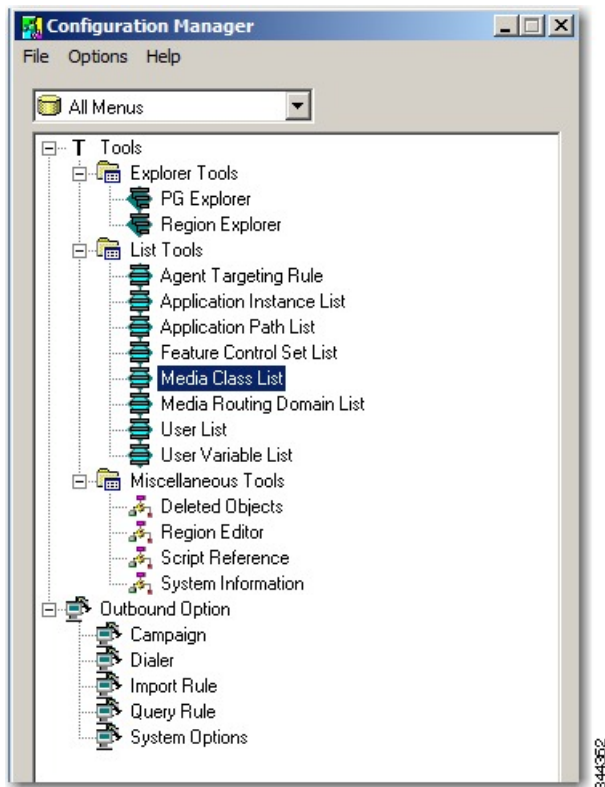 Configuration Manager
File Options Help
All Menus
T Tools
Explorer Tools
PG Explorer
Region Explorer
List Tools
Agent Targeting Rule
Application Instance List
Application Path List
Feature Control Set List
Media Class List
Media Routing Domain List
User List
User Variable List
Miscellaneous Tools
Deleted Objects
Region Editor
Script Reference
System Information
Outbound Option
Campaign
Dialer
Import Rule
Query Rule
System Options
344352